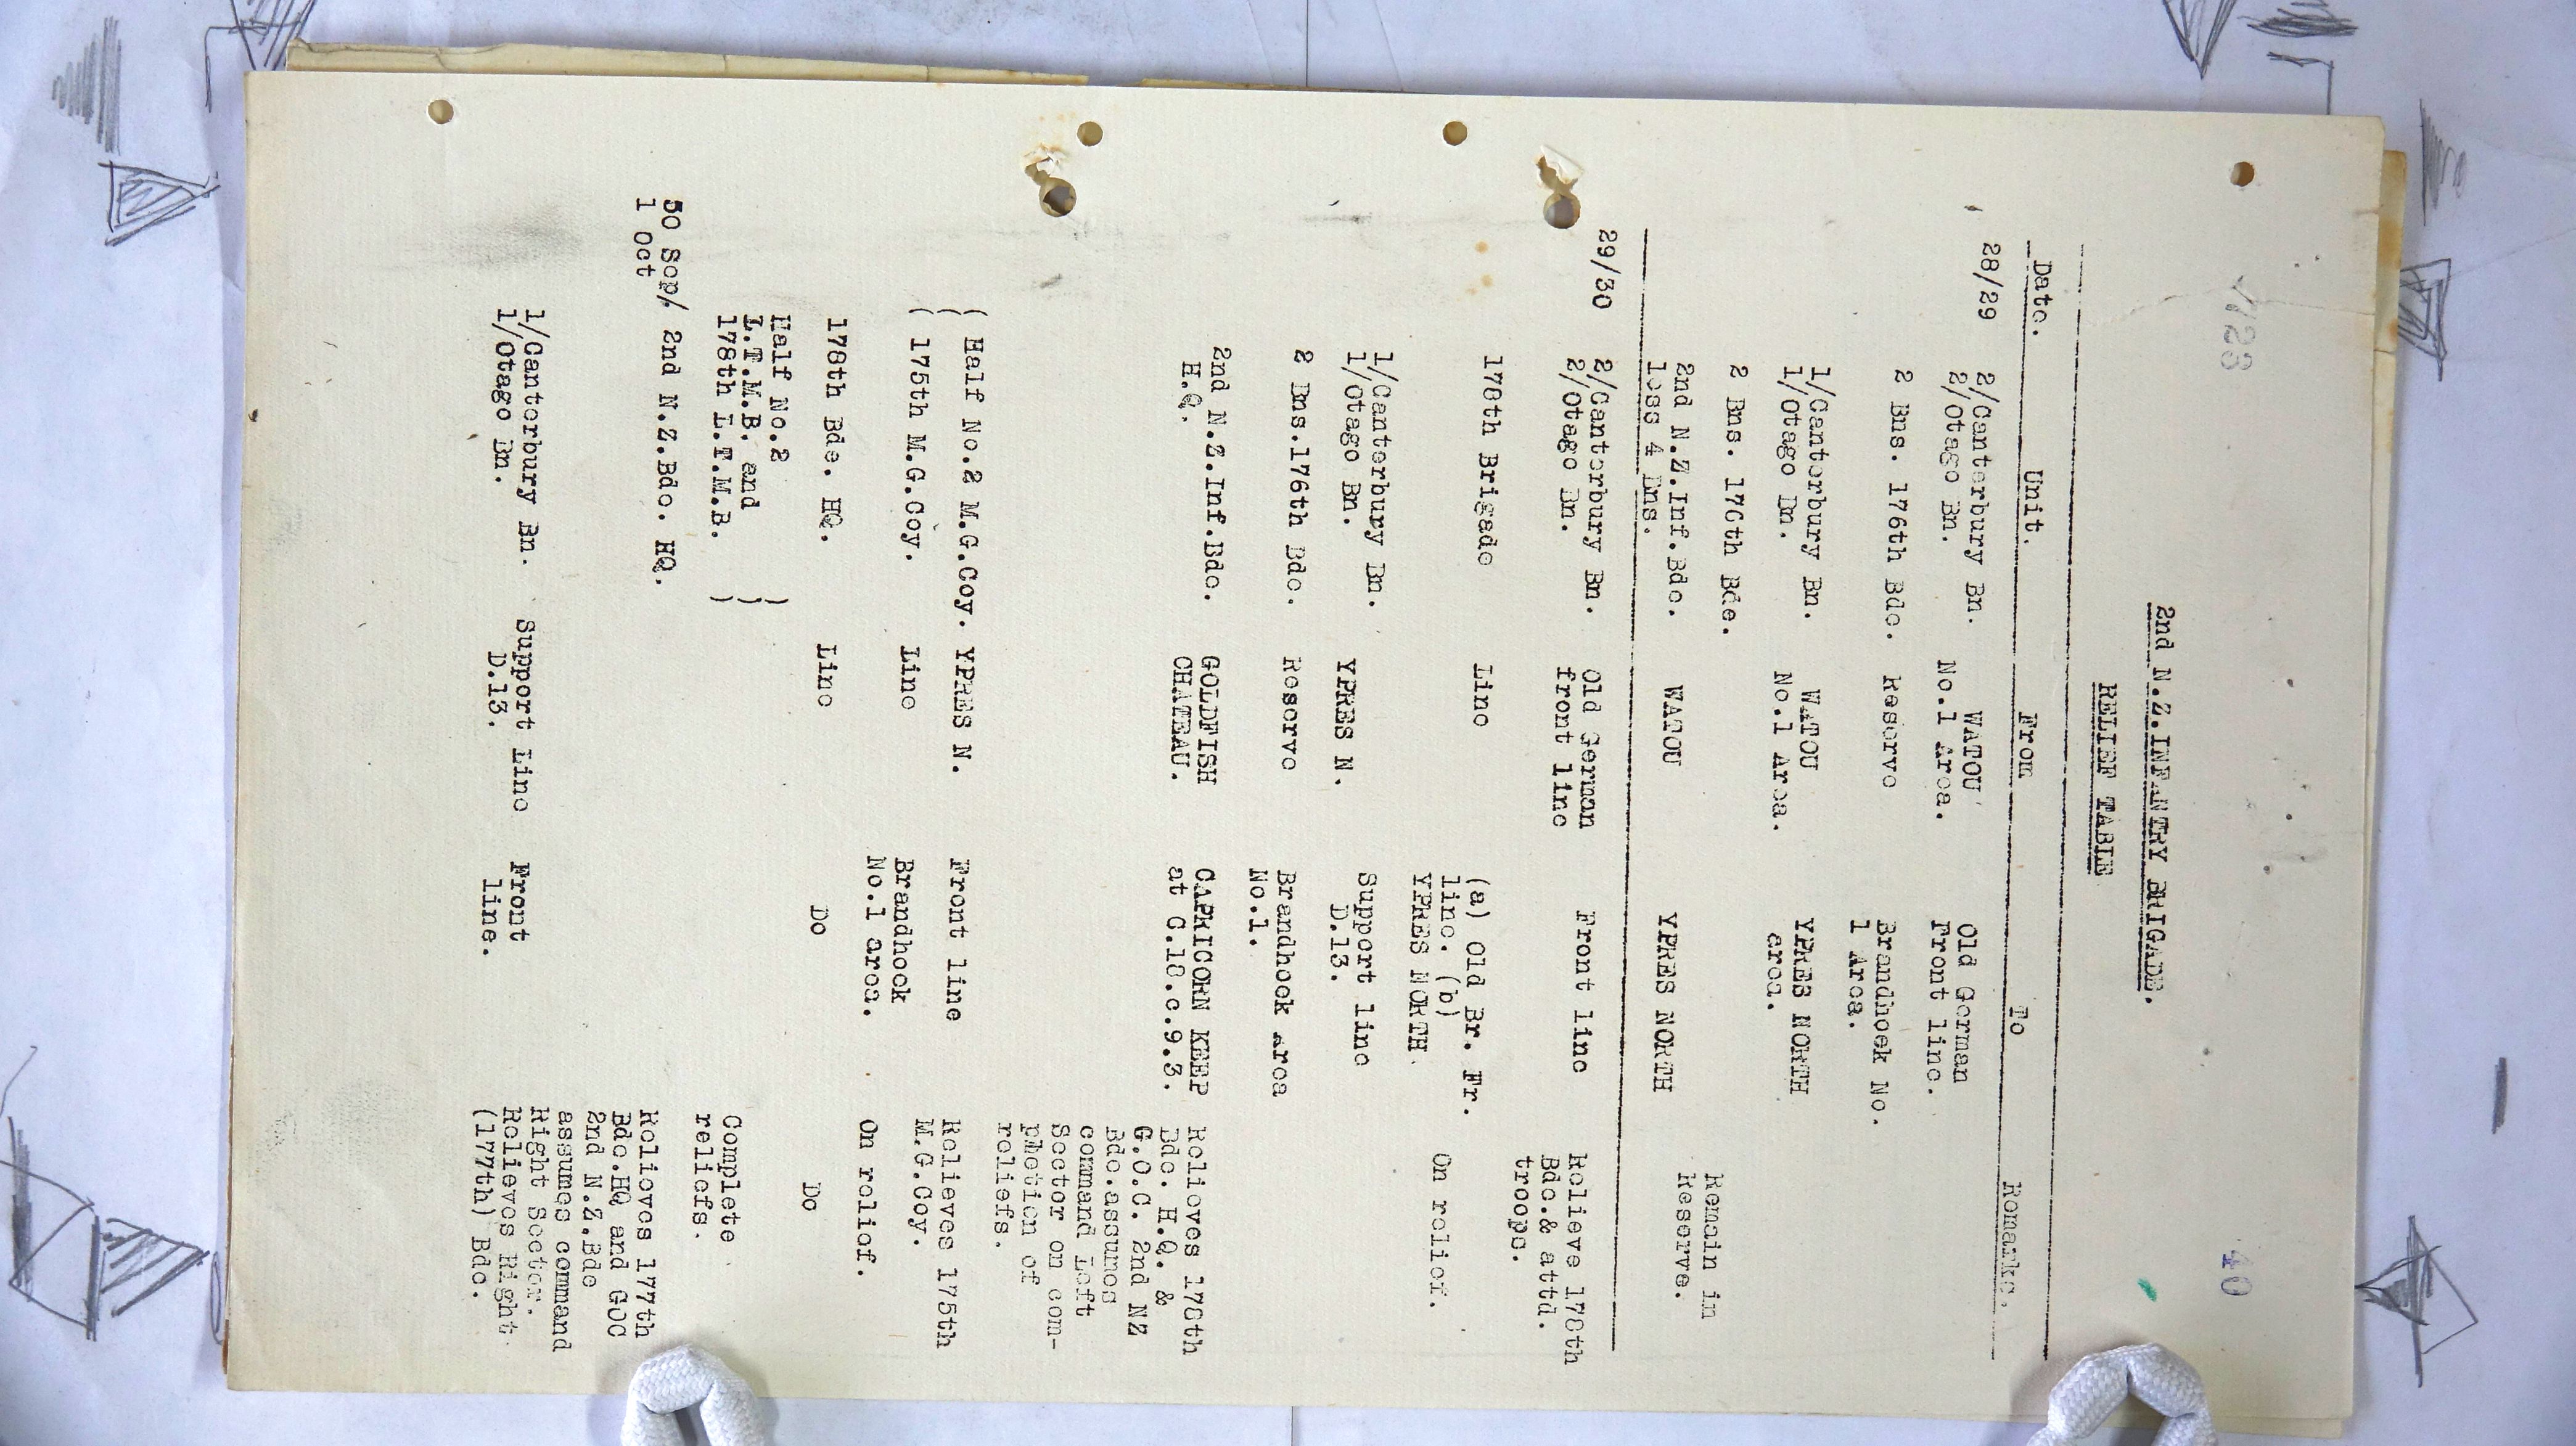 40
2nd N.Z.INFANTRY BRIGADE.
RELIEF TABLE
Date. Unit. From To Remarks.
28/29 2/Canterbury Bn. WATOU Old German
2/Otago Bn. No.1 Area. Front line.
2 Bns. 176th Bde. Reserve Brandhoek No.
1 Area.
1/Canterbury Bn. WATOU YPRES NORTH
1/Otago Bn. No.1 Area. area.
2 Bns. 176th Bde. Remain in
Reserve.
2nd N.Z.Inf.Bde. WATOU YPRES NORTH
less 4 Bns.
29/30 2/Canterbury Bn. Old German Front line Relieve 178th
2/Otago Bn. front line Bde.& attd.
troops.
178th Brigade Line (a) Old Br. Fr.
line. (b) On relief.
YPRES NORTH
1/Canterbury Bn. YPRES N. Support line
1/Otago Bn. D.13.
2 Bns.176th Bde. Reserve Brandhoek Area
No.1.
2nd N.Z.Inf.Bde. GOLDFISH CAPRICORN KEEP Relieves 178th
H.Q. CHATEAU. at C.18.c.9.3. Bde. H.Q. &
G.O.C. 2nd NZ
Bde.assumes
command Left
Sector on com-
pletion of
reliefs.
( Half No.2 M.G.Coy. YPRES N. Front line Relieves 175th
( M.G.Coy.
( 175th M.G.Coy. Line Brandhock
No.1 area. On relief.
178th Bde. HQ. Line Do Do
Half No.2 )
L.T.M.B. and ) Complete
178th L.T.M.B. ) reliefs.
30 Sep/ 2nd N.Z.Bde. HQ. Relieves 177th
1 Oct Bde.HQ and GOC
2nd N.Z.Bde
assumes command
Right Sector.
1/Canterbury Bn. Support Line Front Relieves Right
1/Otago Bn. D.13. line. (177th) Bde.